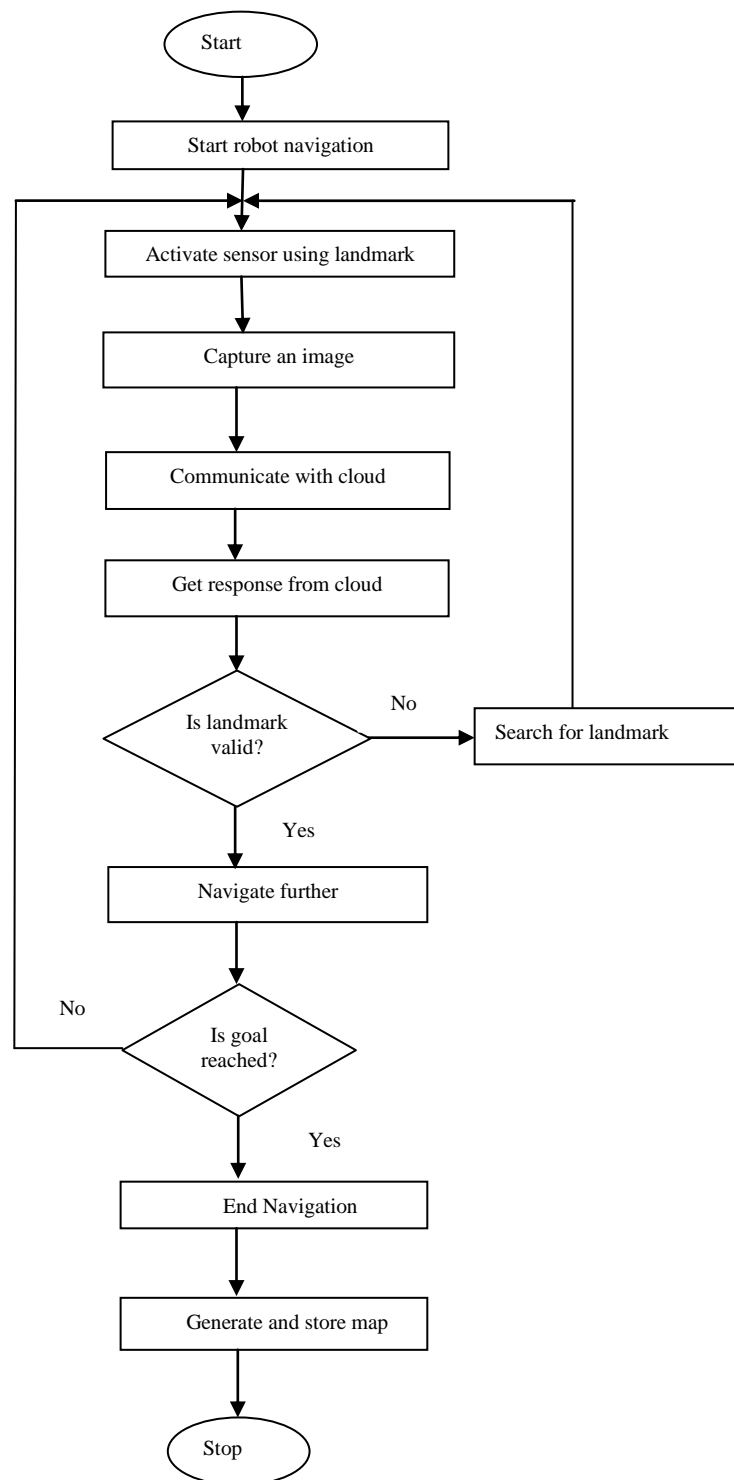 Start
Start robot navigation
Activate sensor using landmark
Capture an image
Communicate with cloud
Get response from cloud
Is landmark
valid?
No
Search for landmark
Yes
Navigate further
No
Is goal
reached?
Yes
End Navigation
Generate and store map
Stop